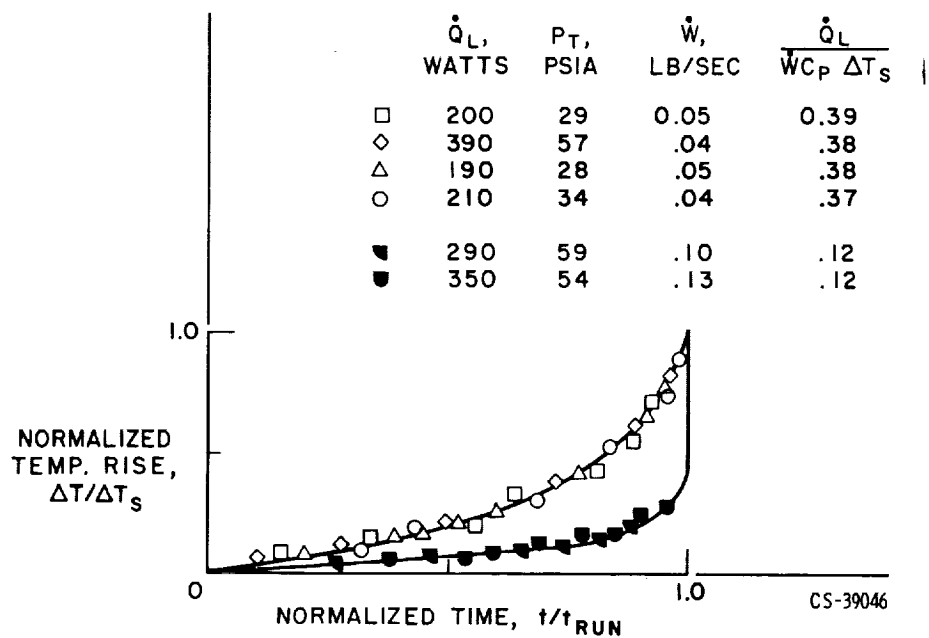 Q̇L, PT, Ẇ, Q̇L
WATTS PSIA LB/SEC ẆCP ΔTS
□ 200 29 0.05 0.39
◇ 390 57 .04 .38
△ 190 28 .05 .38
○ 210 34 .04 .37
290 59 .10 .12
350 54 .13 .12
1.0
NORMALIZED
TEMP. RISE,
ΔT/ΔTS
0 1.0
NORMALIZED TIME, t/tRUN
CS-39046